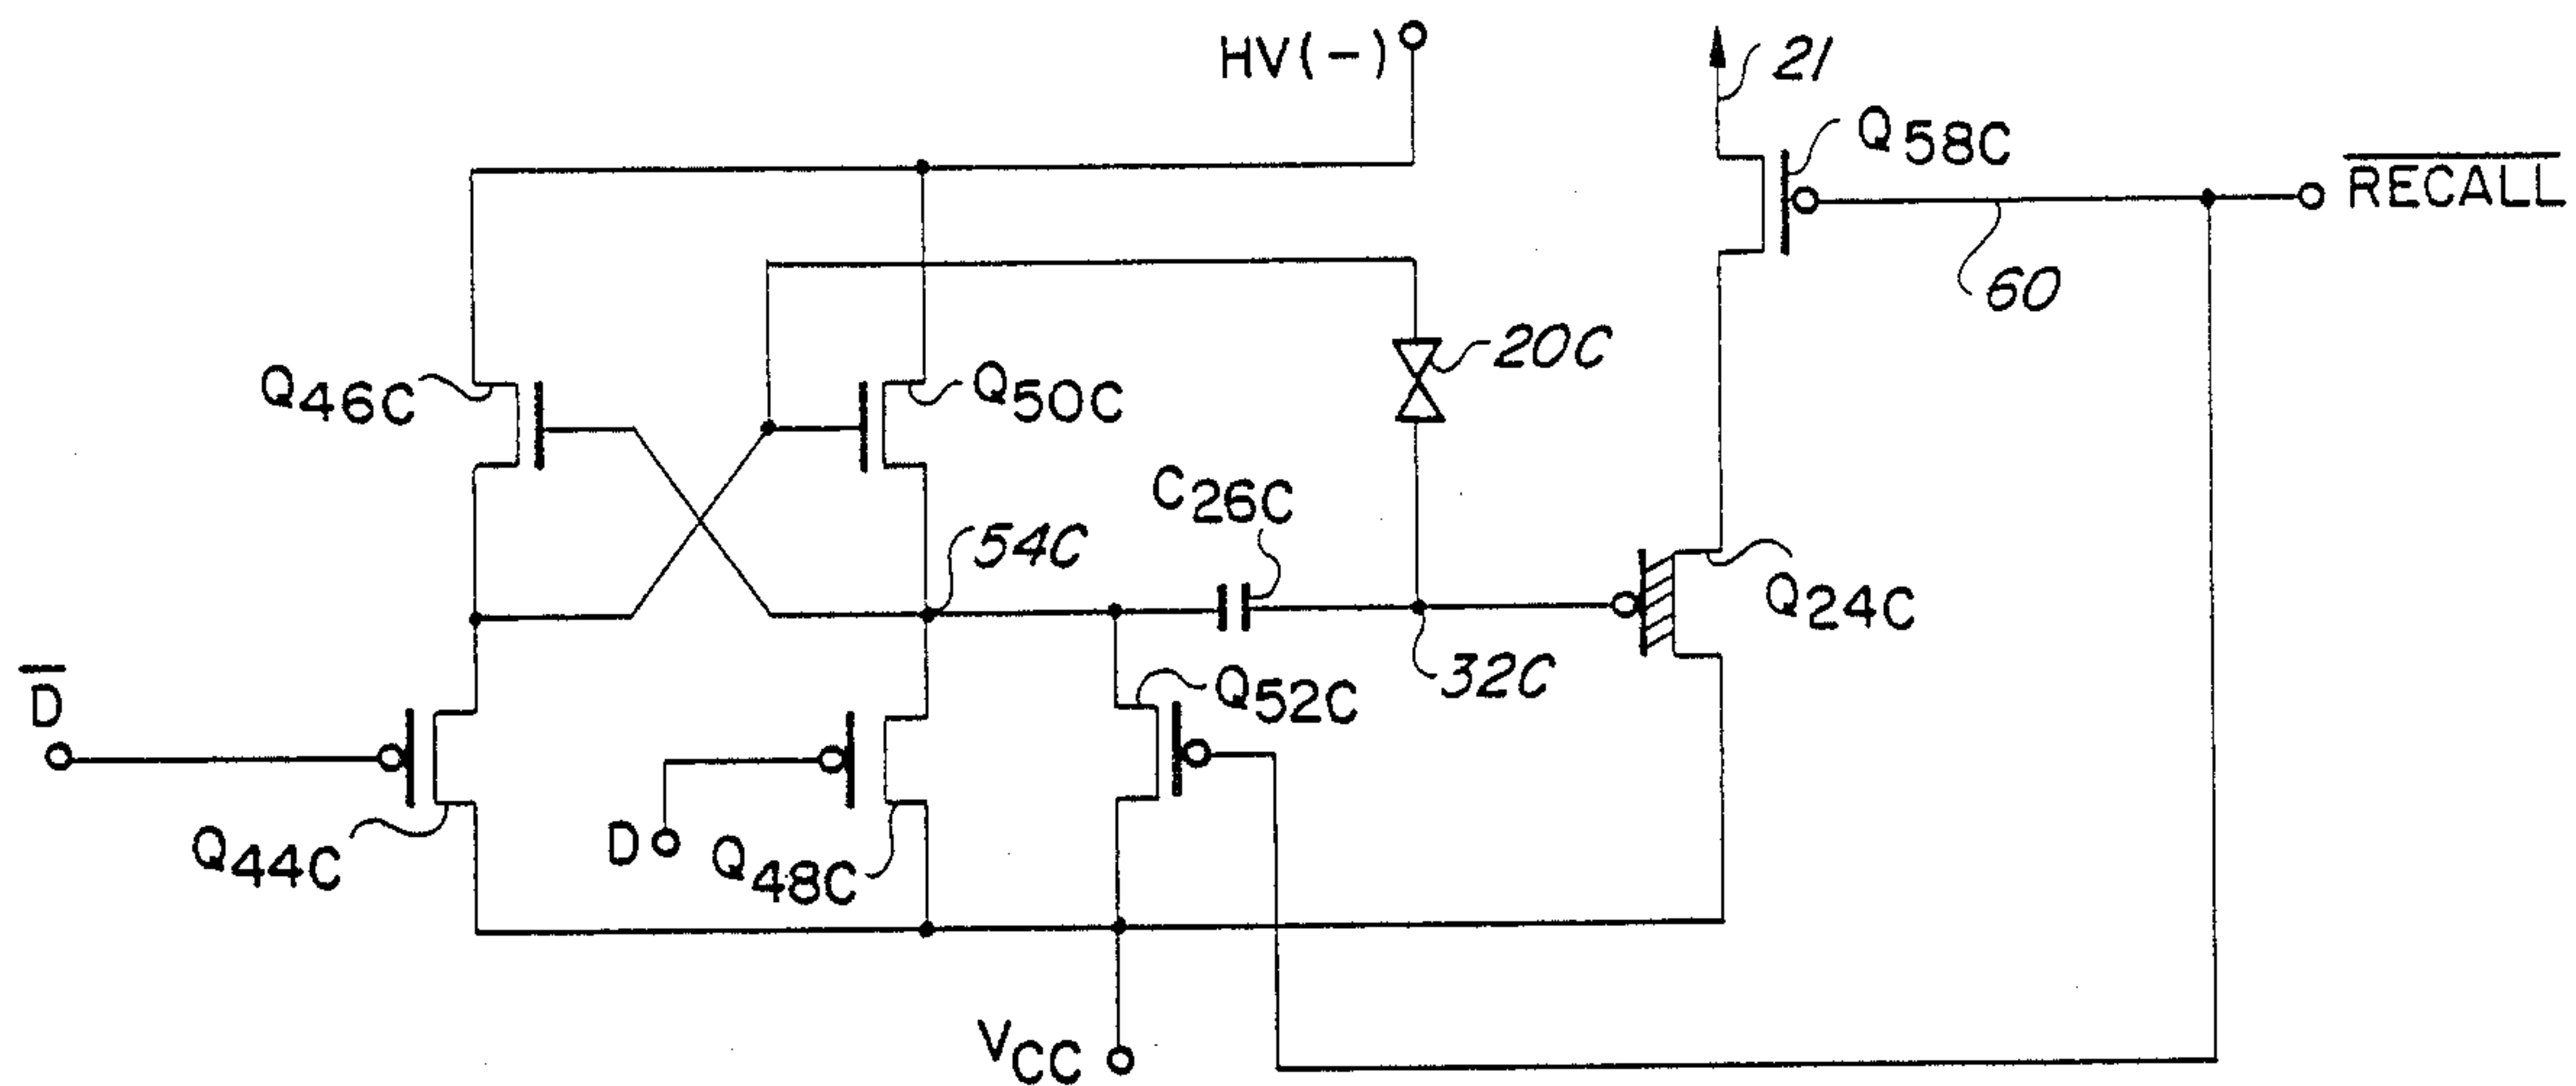 HV(-)
21
Q58C
RECALL
60
20C
Q46C
Q50C
C26C
54C
Q24C
32C
D
Q52C
Q44C
D
Q48C
VCC